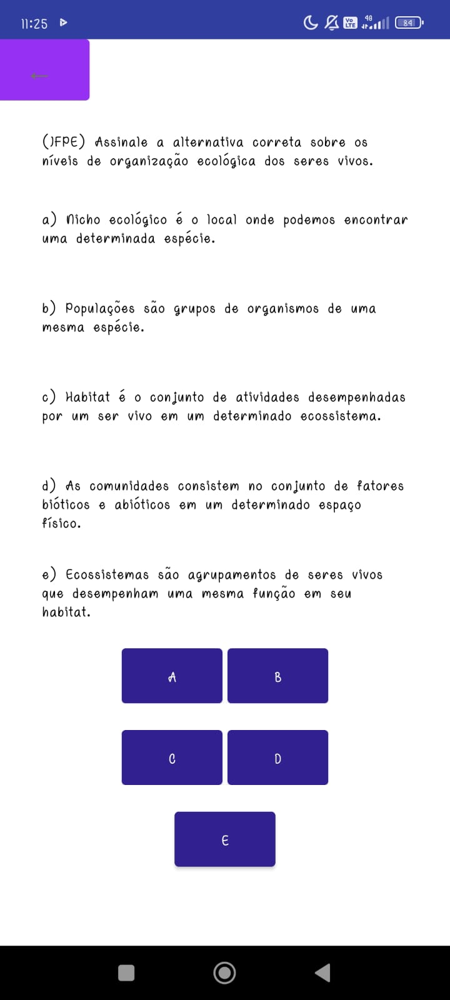 11:25
Vo
LTE
4G
84
(IFPE) Assinale a alternativa correta sobre os
níveis de organização ecológica dos seres vivos.
a) Nicho ecológico é o local onde podemos encontrar
uma determinada espécie.
b) Populações são grupos de organismos de uma
mesma espécie.
c) Habitat é o conjunto de atividades desempenhadas
por um ser vivo em um determinado ecossistema.
d) As comunidades consistem no conjunto de fatores
bióticos e abióticos em um determinado espaço
físico.
e) Ecossistemas são agrupamentos de seres vivos
que desempenham uma mesma função em seu
habitat.
A
B
C
D
E